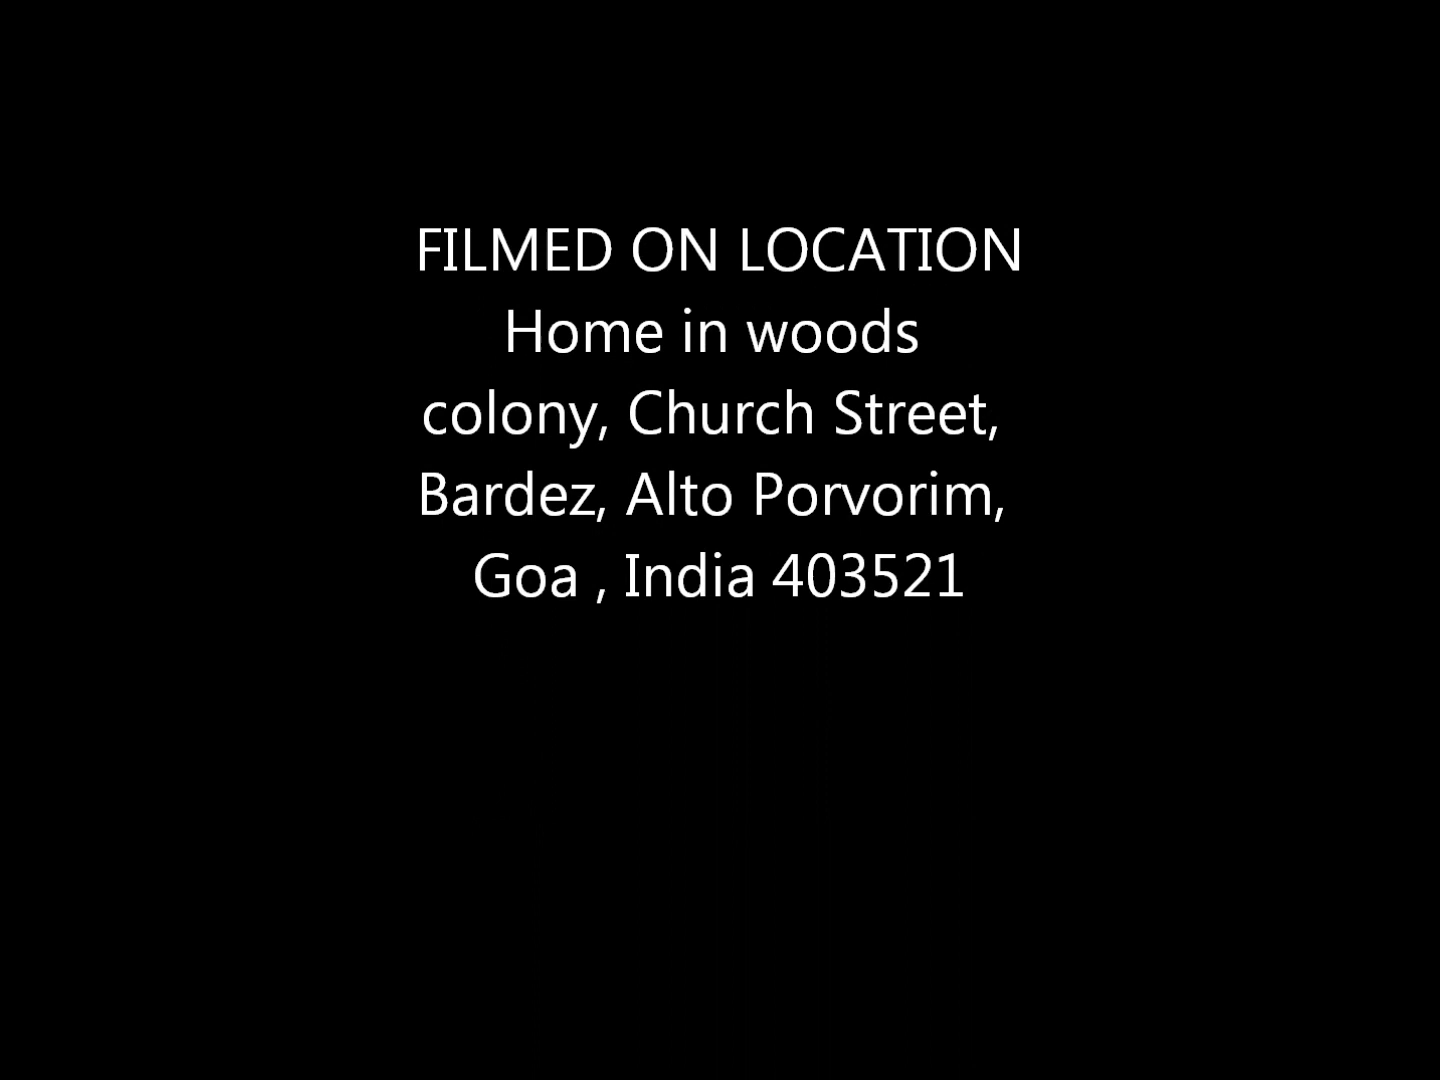 FILMED ON LOCATION
Home in woods
colony, Church Street,
Bardez, Alto Porvorim,
Goa , India 403521